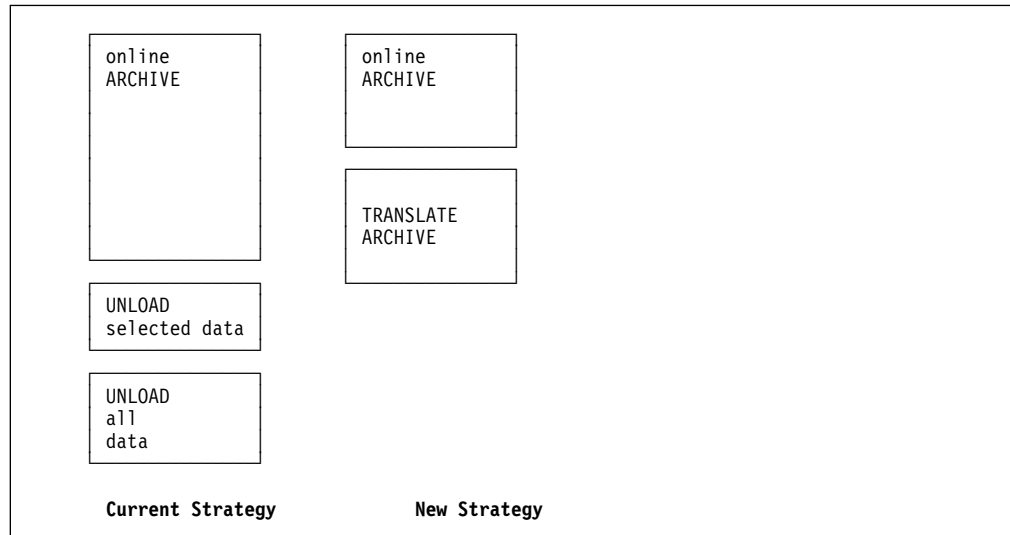 online
ARCHIVE
UNLOAD
selected data
UNLOAD
all
data
Current Strategy
online
ARCHIVE
TRANSLATE
ARCHIVE
New Strategy